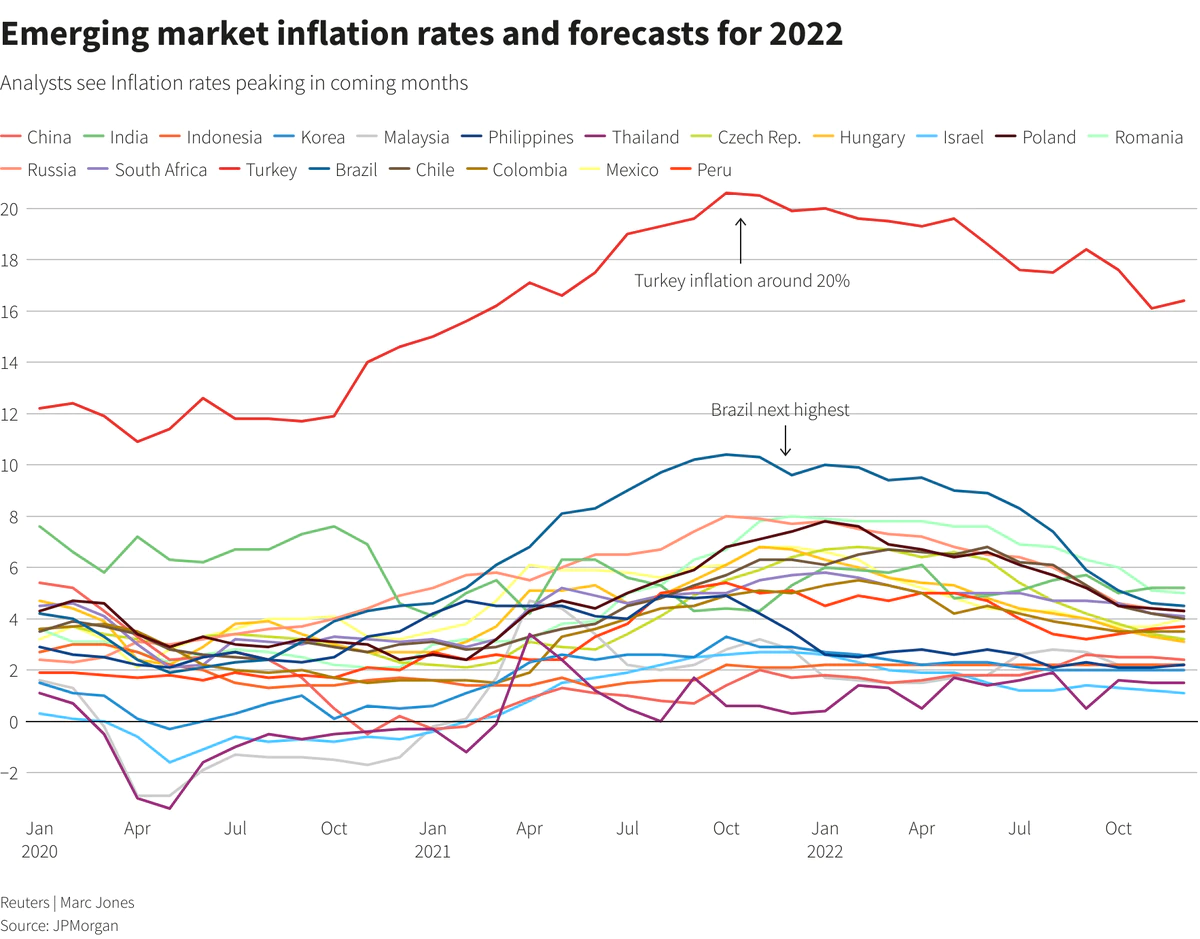 Emerging market inflation rates and forecasts for 2022
Analysts see Inflation rates peaking in coming months
China India Indonesia Korea Malaysia Philippines Thailand Czech Rep. Hungary Israel Poland Romania
Russia South Africa Turkey Brazil Chile Colombia Mexico Peru
20
18
Turkey inflation around 20%
16
14
12
Brazil next highest
10
8
6
4
2
0
−2
Jan Apr Jul Oct Jan Apr Jul Oct Jan Apr Jul Oct
2020 2021 2022
Reuters | Marc Jones
Source: JPMorgan